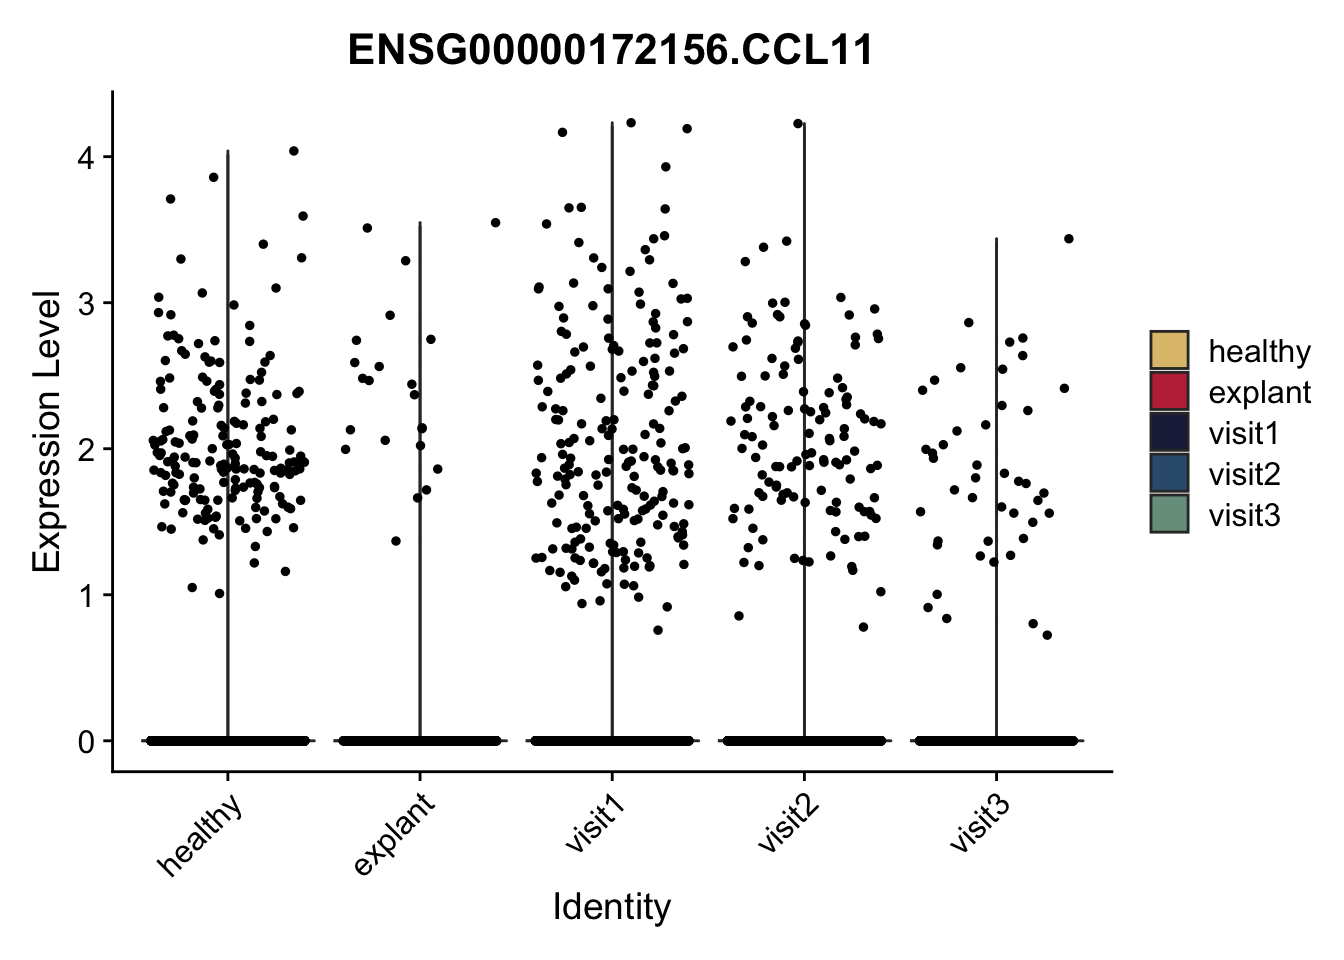 ENSG00000172156.CCL11
Expression Level
4
3
2
1
0
healthy
explant
visit1
visit2
visit3
Identity
healthy
explant
visit1
visit2
visit3